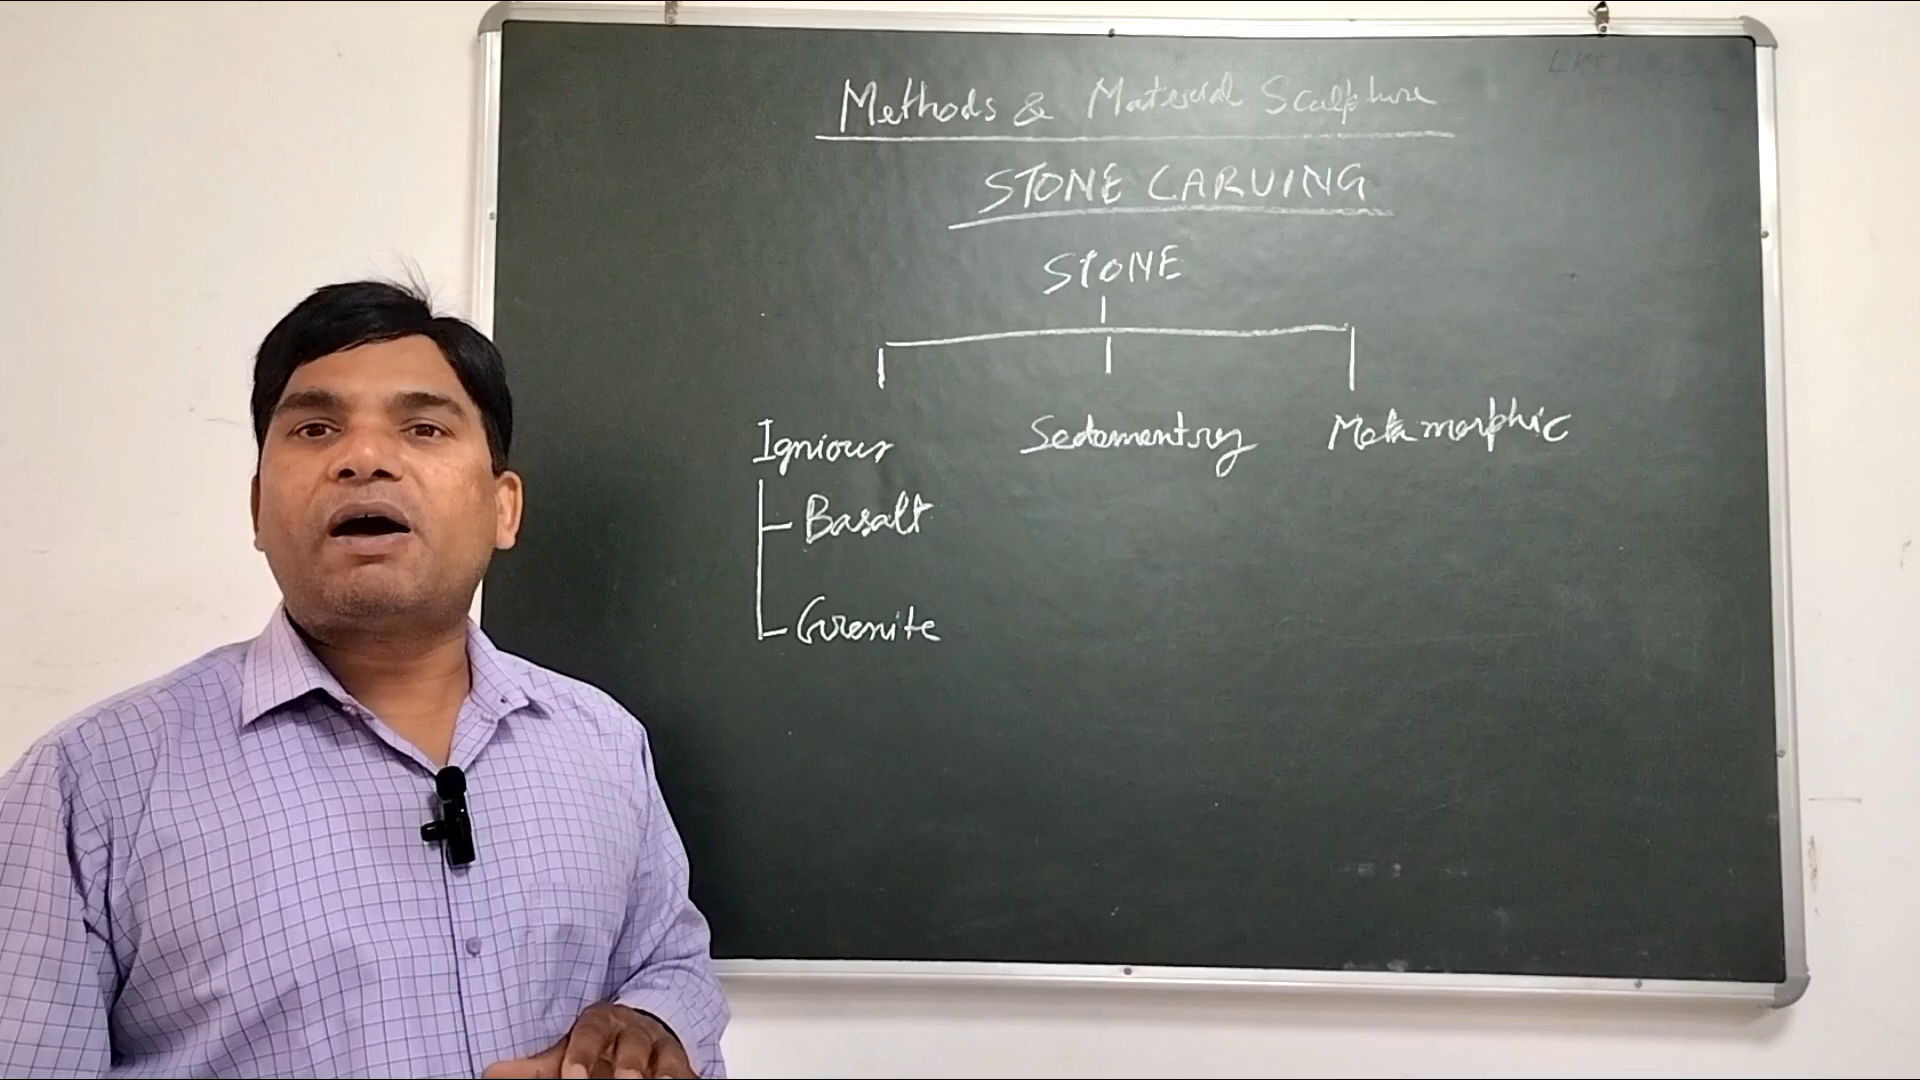 Methods & Material Sculpture
STONE CARVING
STONE
Ignious Sedementry Metamorphic
Basalt
Grenite